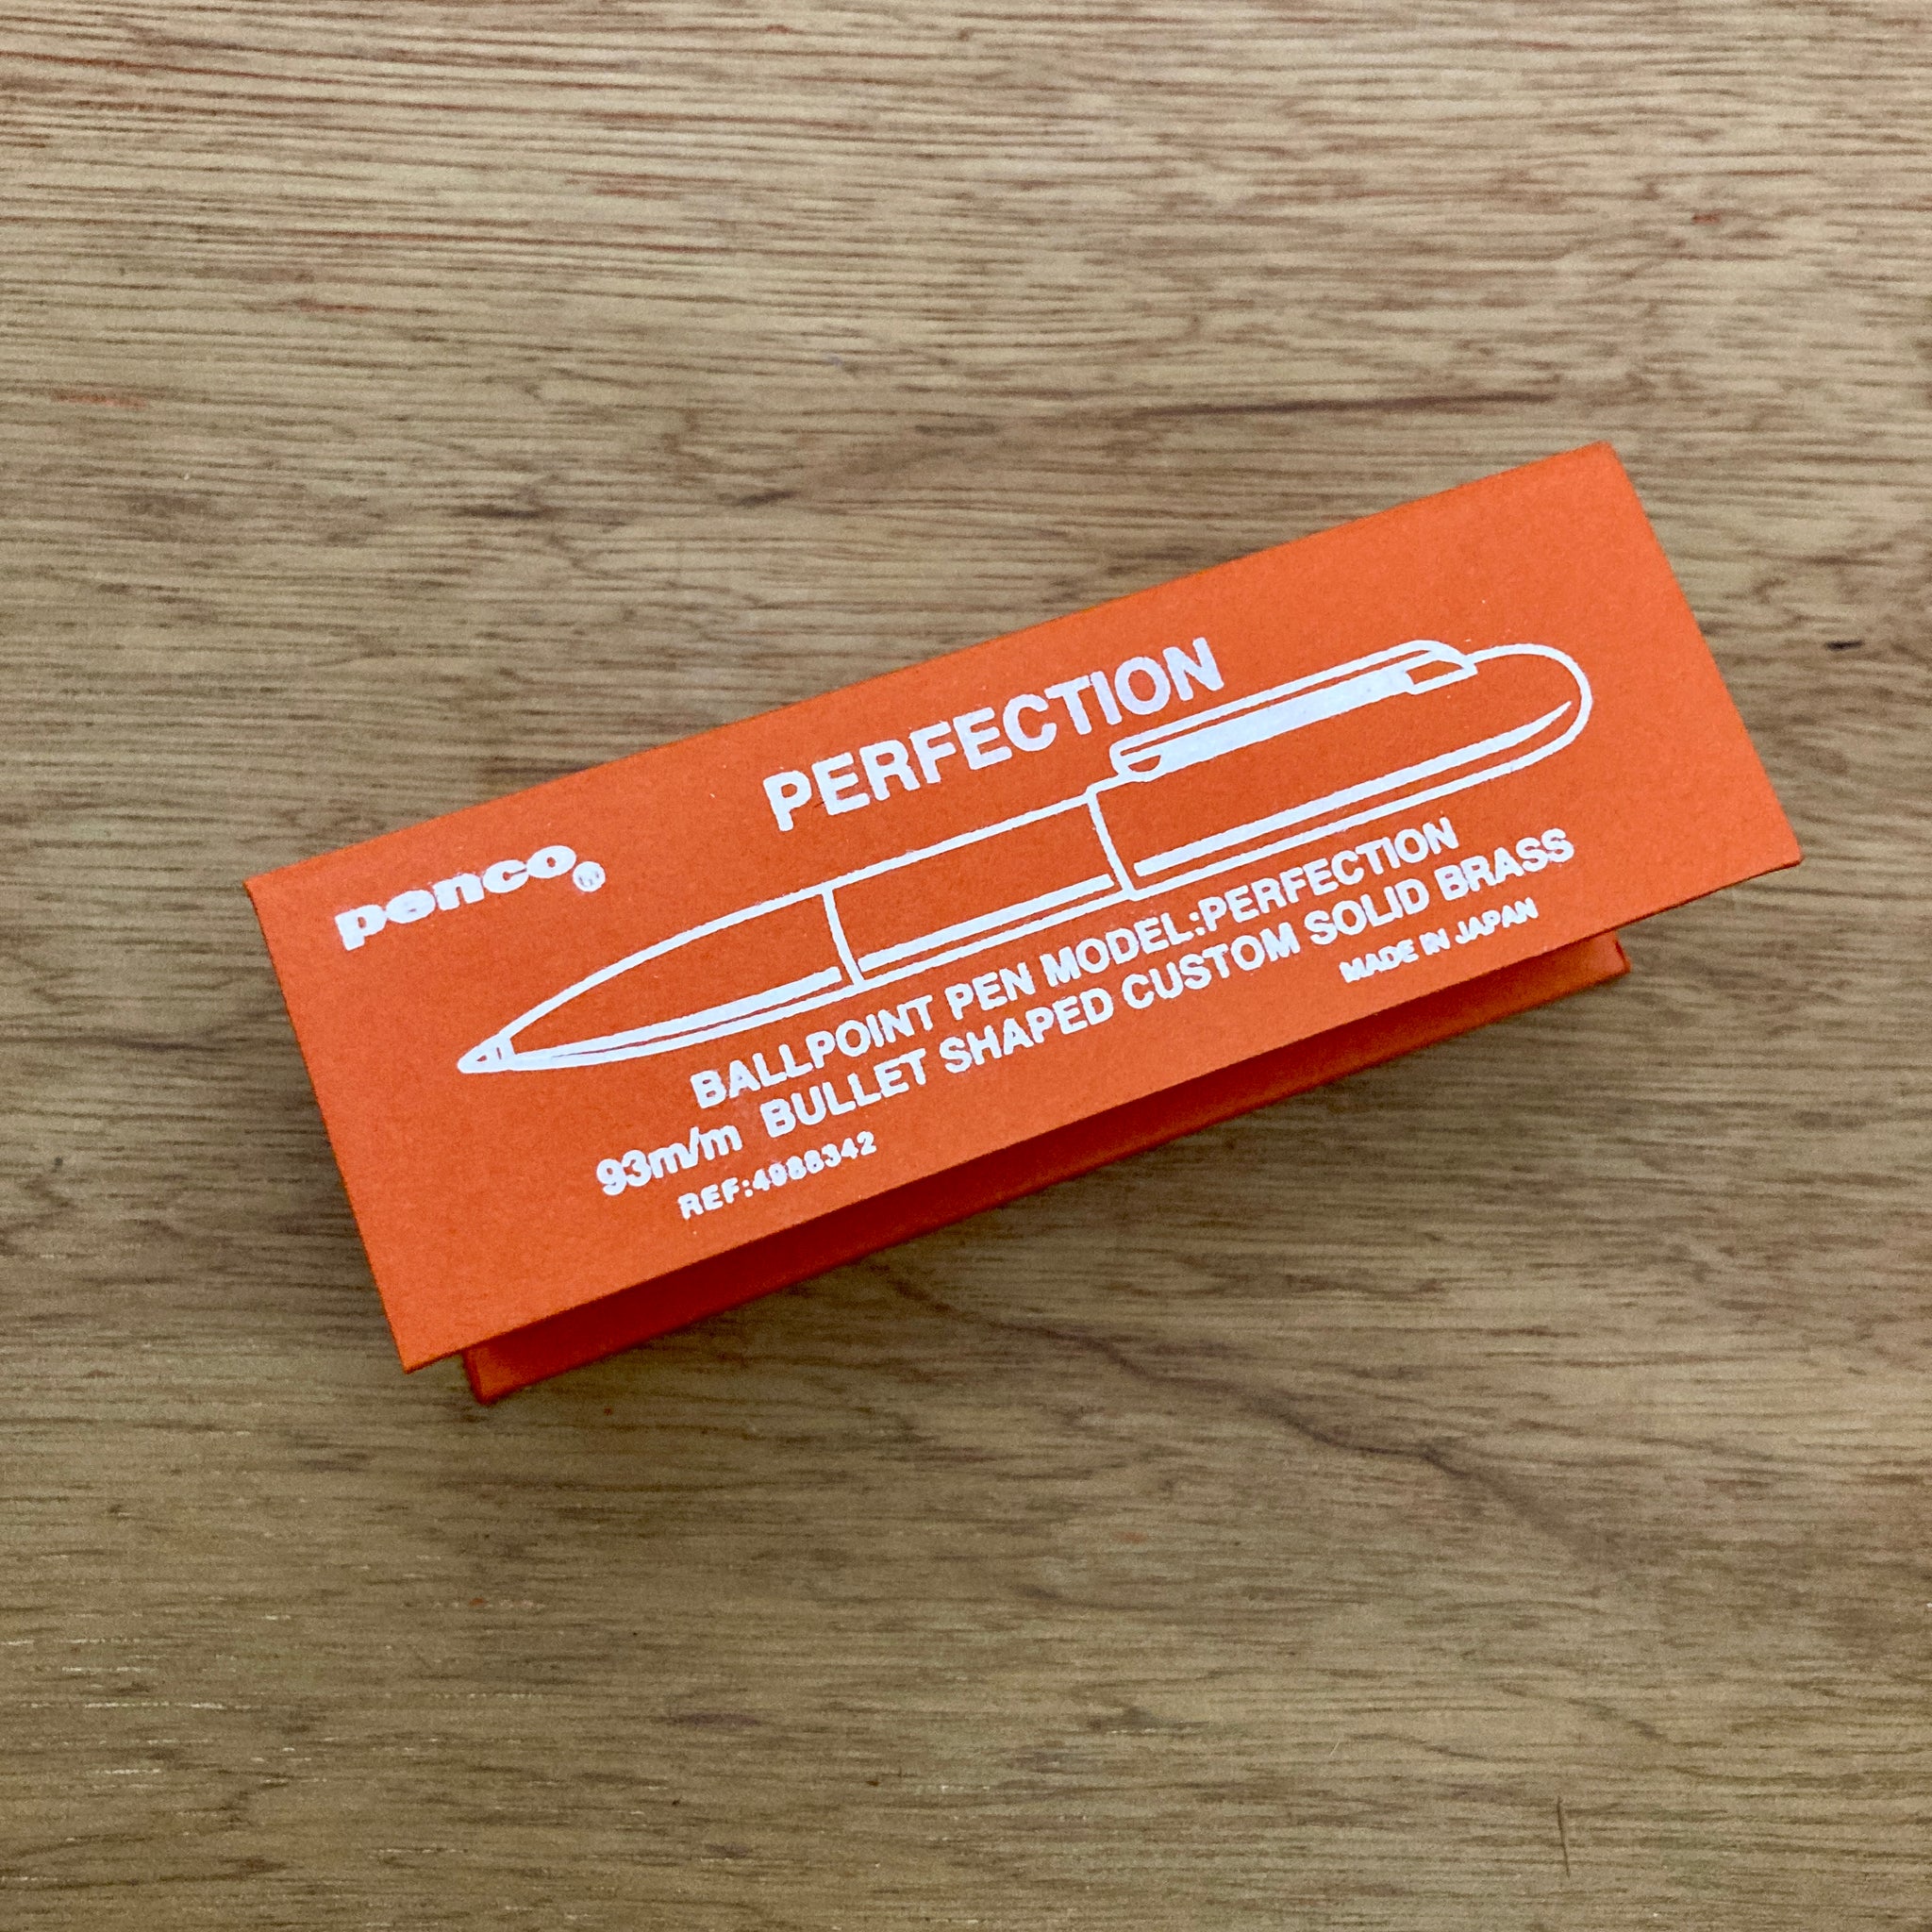 PERFECTION
penco®
BALLPOINT PEN MODEL:PERFECTION
93m/m BULLET SHAPED CUSTOM SOLID BRASS
REF:4988342
MADE IN JAPAN